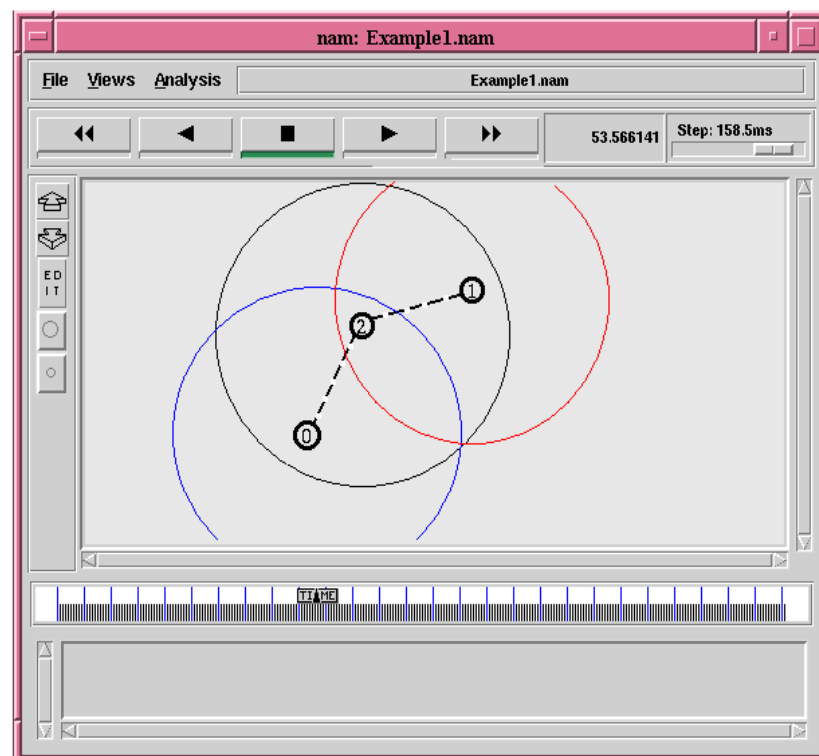 nam: Example1.nam
File Views Analysis Example1.nam
53.566141 Step: 158.5ms
ED
IT
1
2
0
TIME